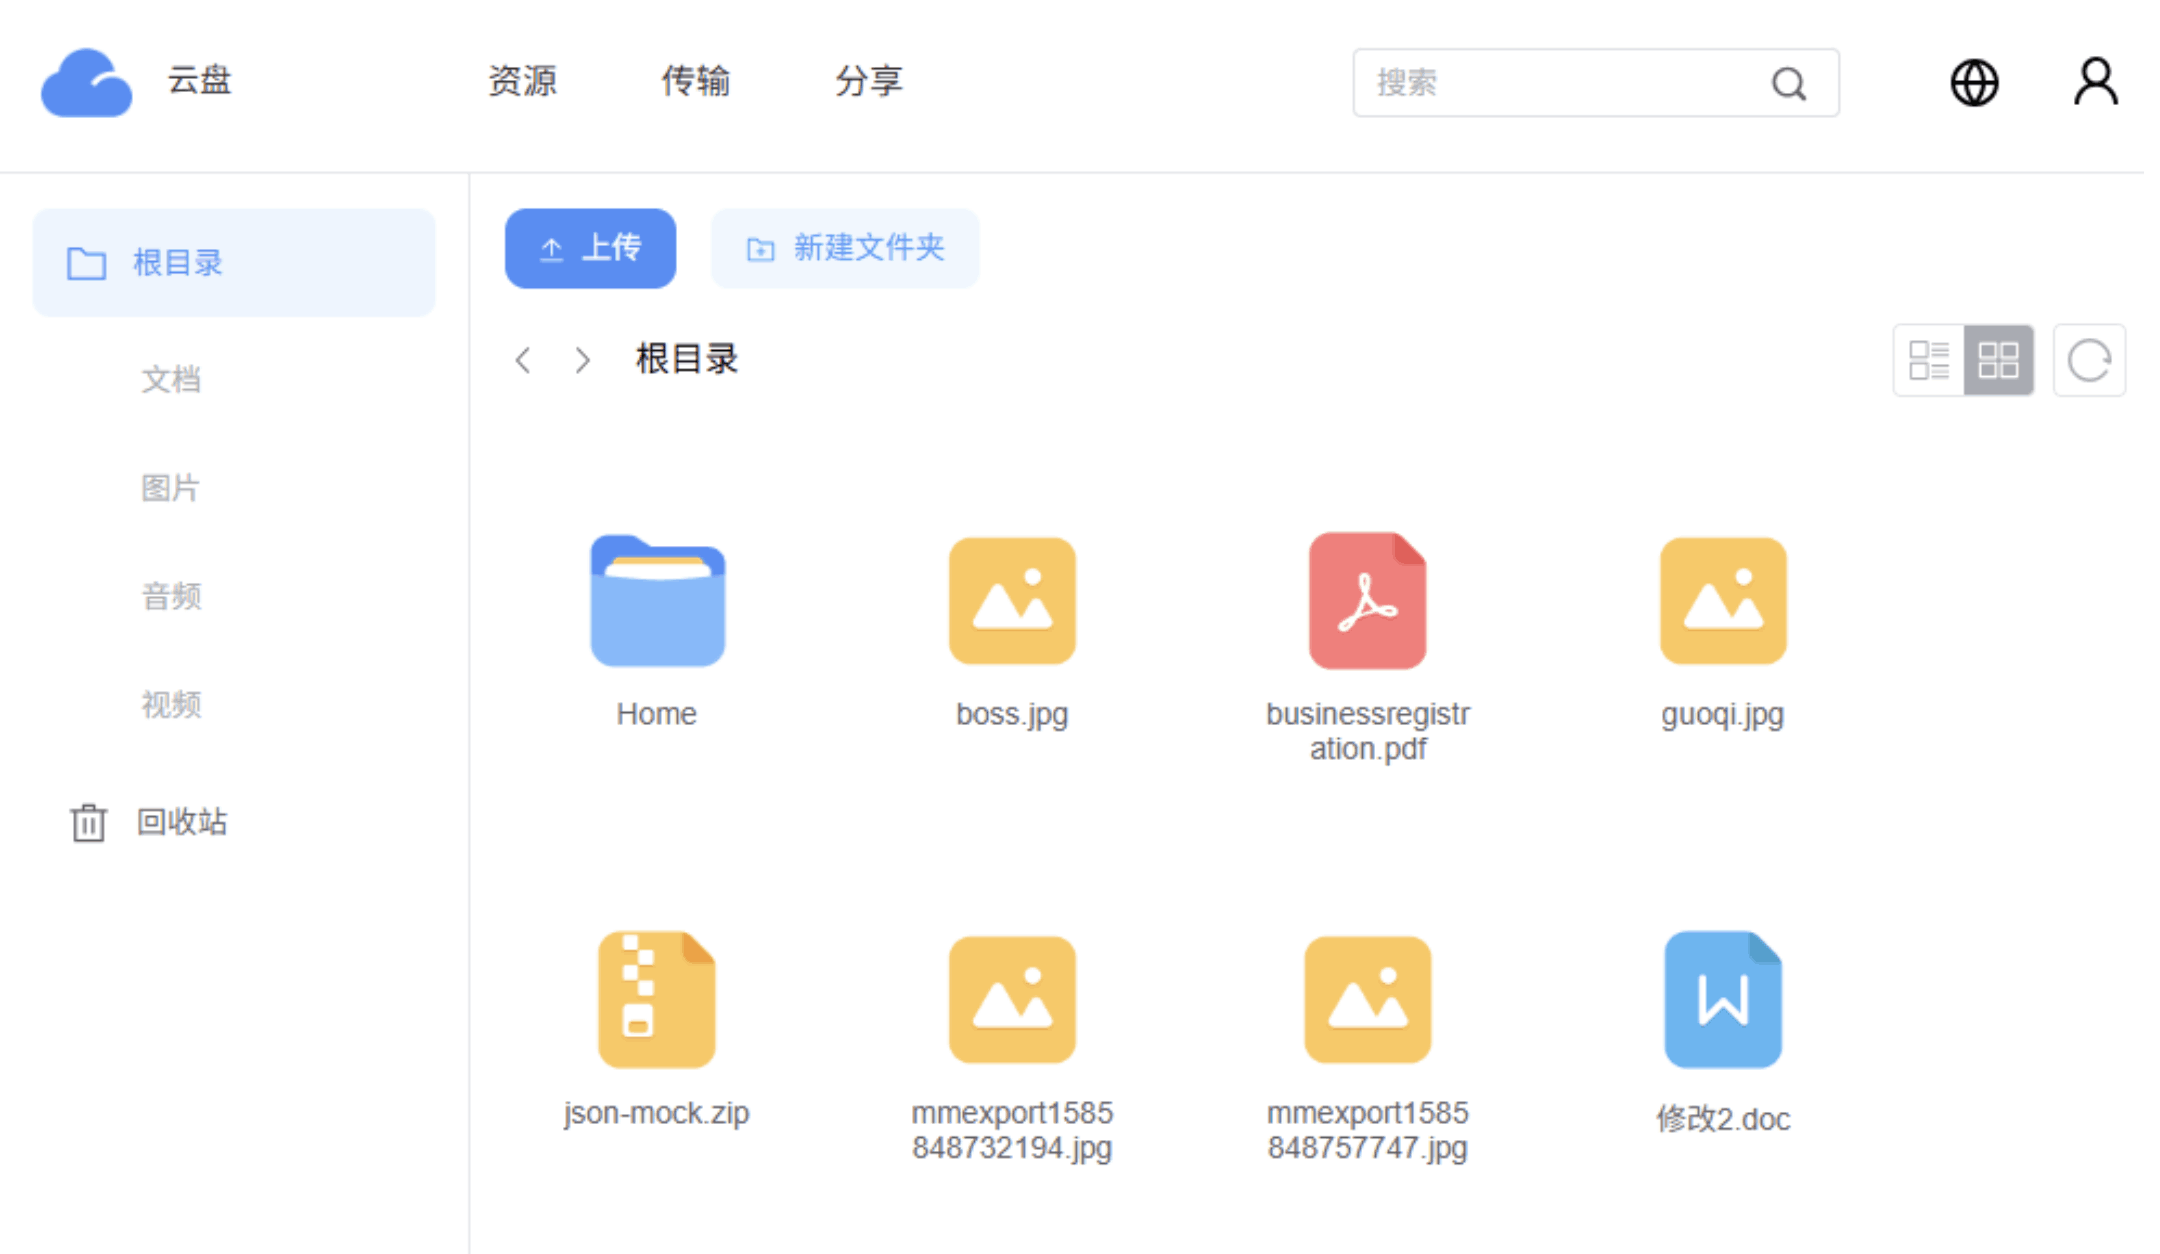 云盘
资源
传输
分享
搜索
根目录
文档
图片
音频
视频
回收站
上传
新建文件夹
根目录
Home
boss.jpg
businessregistr
ation.pdf
guoqi.jpg
json-mock.zip
mmexport1585
848732194.jpg
mmexport1585
848757747.jpg
修改2.doc